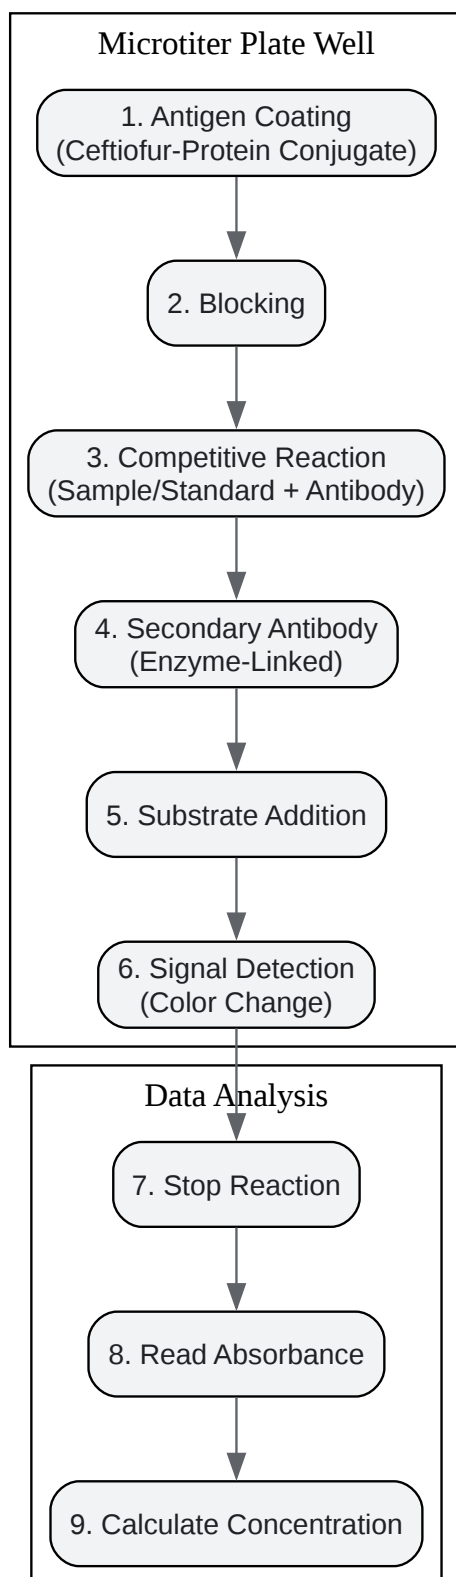 Microtiter Plate Well
1. Antigen Coating
(Ceftiofur-Protein Conjugate)
2. Blocking
3. Competitive Reaction
(Sample/Standard + Antibody)
4. Secondary Antibody
(Enzyme-Linked)
5. Substrate Addition
6. Signal Detection
(Color Change)
Data Analysis
7. Stop Reaction
8. Read Absorbance
9. Calculate Concentration